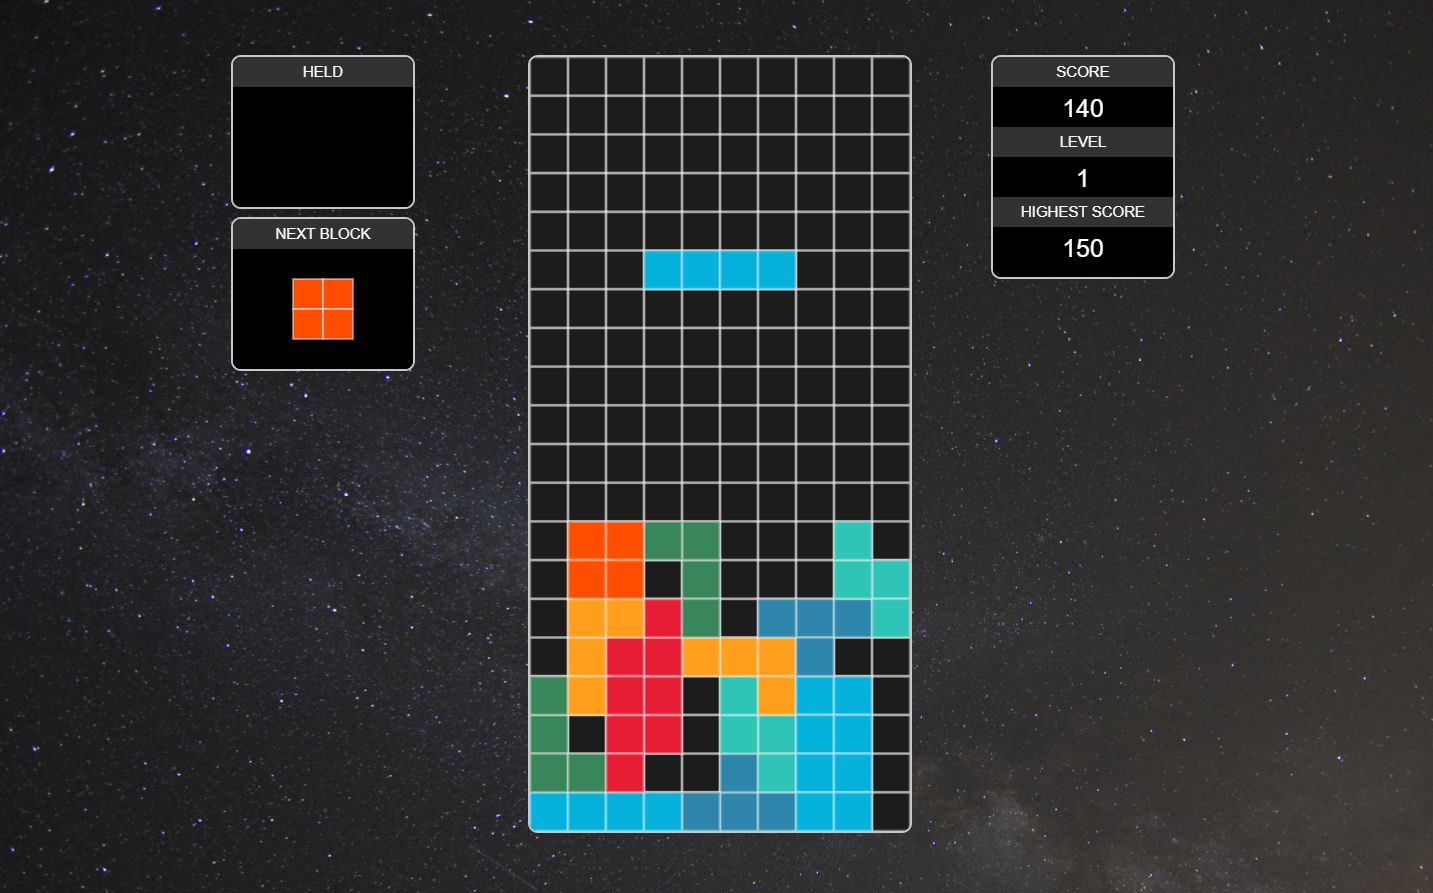 HELD
NEXT BLOCK
SCORE
140
LEVEL
1
HIGHEST SCORE
150